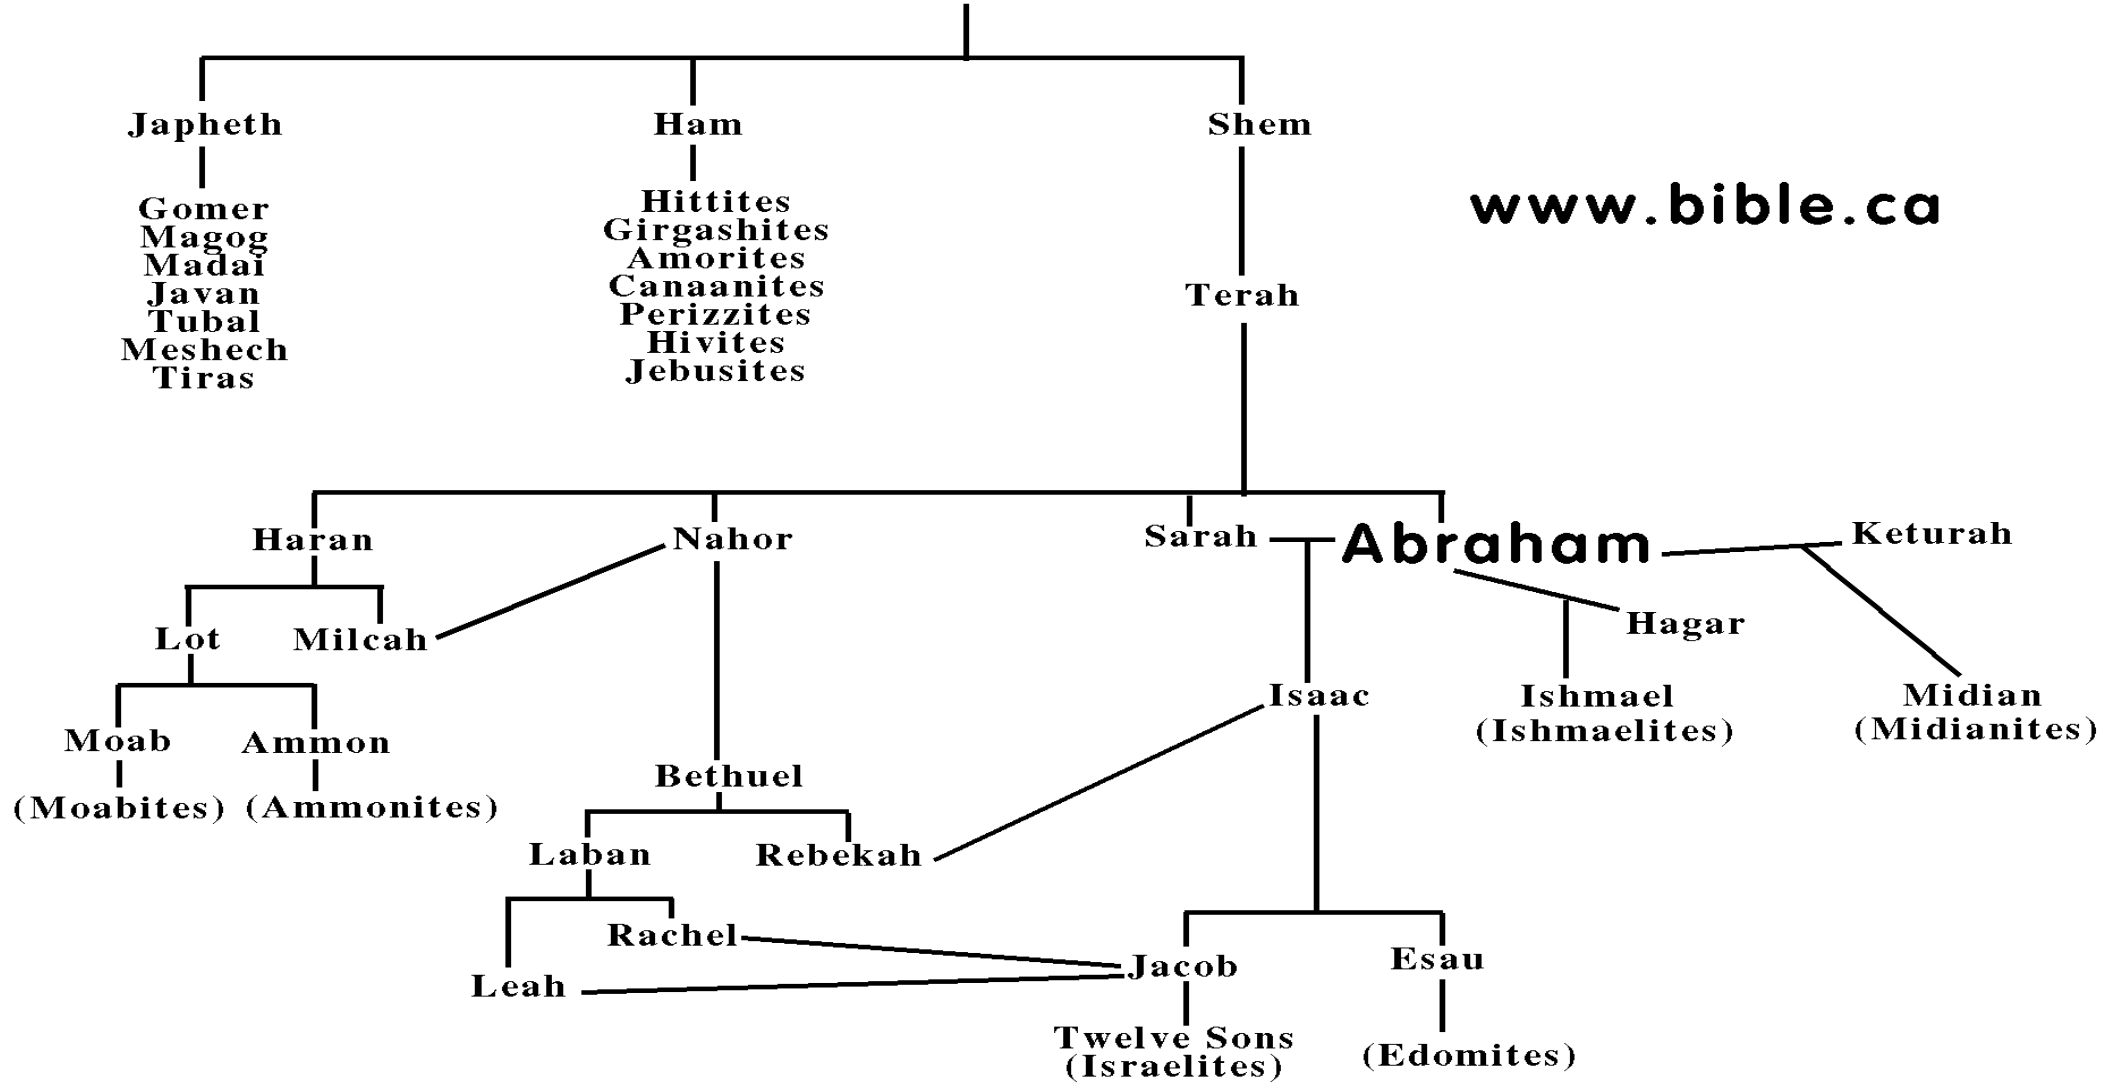 Japheth
Ham
Shem
Gomer
Magog
Madai
Javan
Tubal
Meshech
Tiras
Hittites
Girgashites
Amorites
Canaanites
Perizzites
Hivites
Jebusites
www.bible.ca
Terah
Haran
Nahor
Sarah
Abraham
Keturah
Lot
Milcah
Hagar
Moab
Ammon
Isaac
Ishmael
(Ishmaelites)
Midian
(Midianites)
(Moabites)
(Ammonites)
Bethuel
Laban
Rebekah
Rachel
Leah
Jacob
Esau
Twelve Sons
(Israelites)
(Edomites)